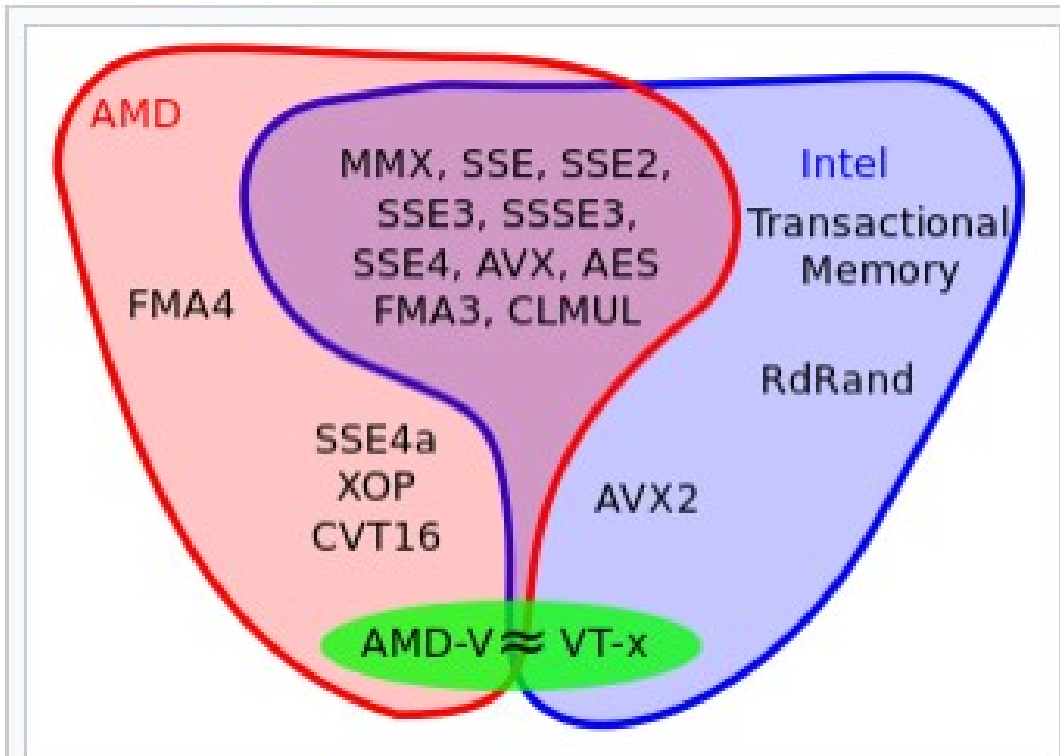 AMD
Intel
MMX, SSE, SSE2,
SSE3, SSSE3,
SSE4, AVX, AES
FMA3, CLMUL
Transactional
Memory
FMA4
RdRand
SSE4a
XOP
CVT16
AVX2
AMD-V ≈ VT-x